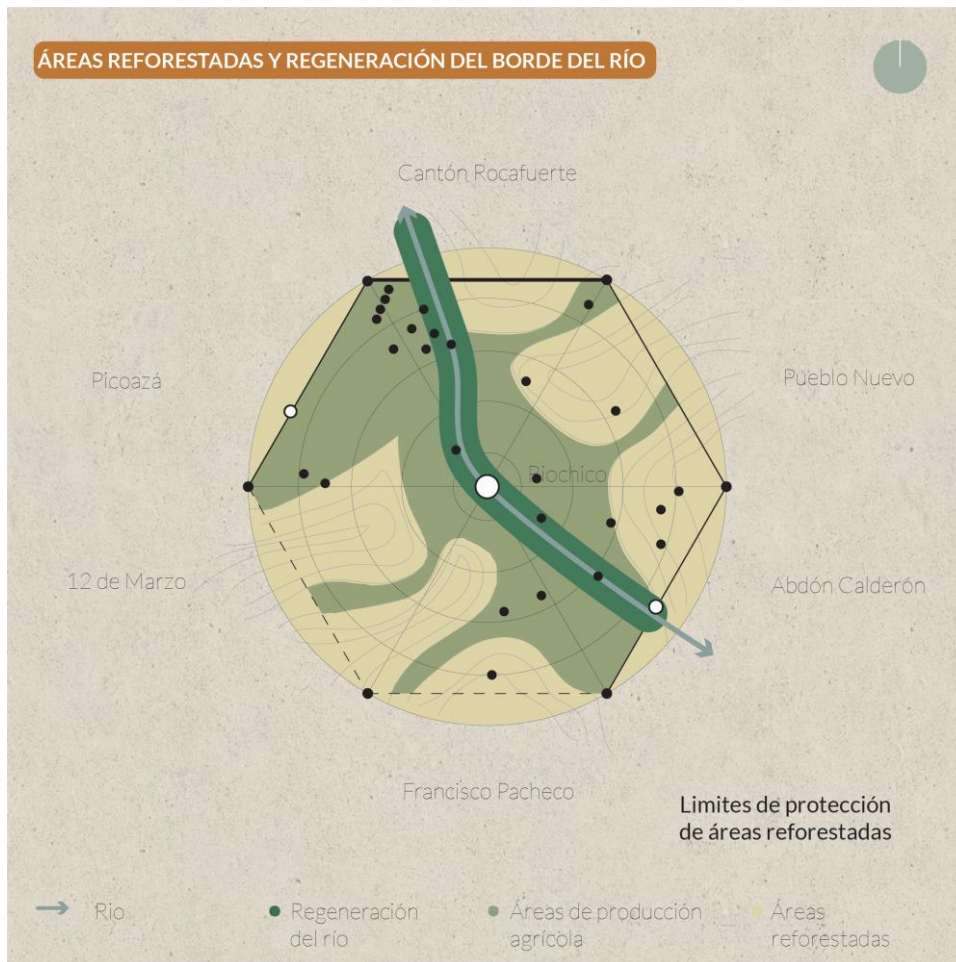 ÁREAS REFORESTADAS Y REGENERACIÓN DEL BORDE DEL RÍO
Cantón Rocafuerte
Picoazá
Pueblo Nuevo
Riochico
12 de Marzo
Abdón Calderón
Francisco Pacheco
Limites de protección
de áreas reforestadas
Rio
Regeneración
del río
Áreas de producción
agrícola
Áreas
reforestadas